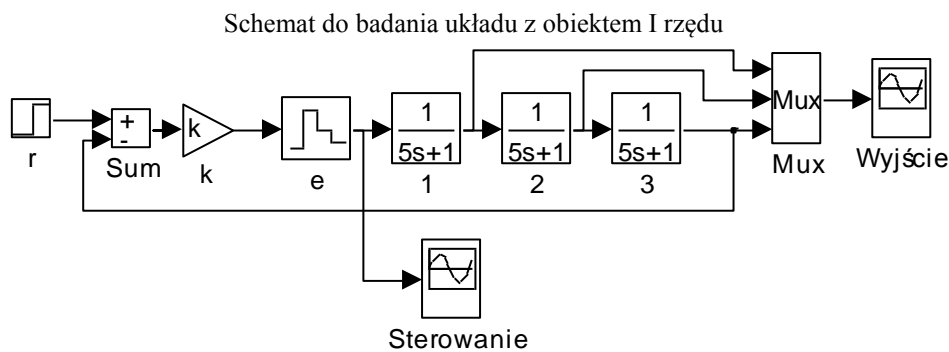 Schemat do badania układu z obiektem I rzędu
r
+
-
Sum
k
k
e
1
5s+1
1
1
5s+1
2
1
5s+1
3
Mux
Mux
Wyjście
Sterowanie